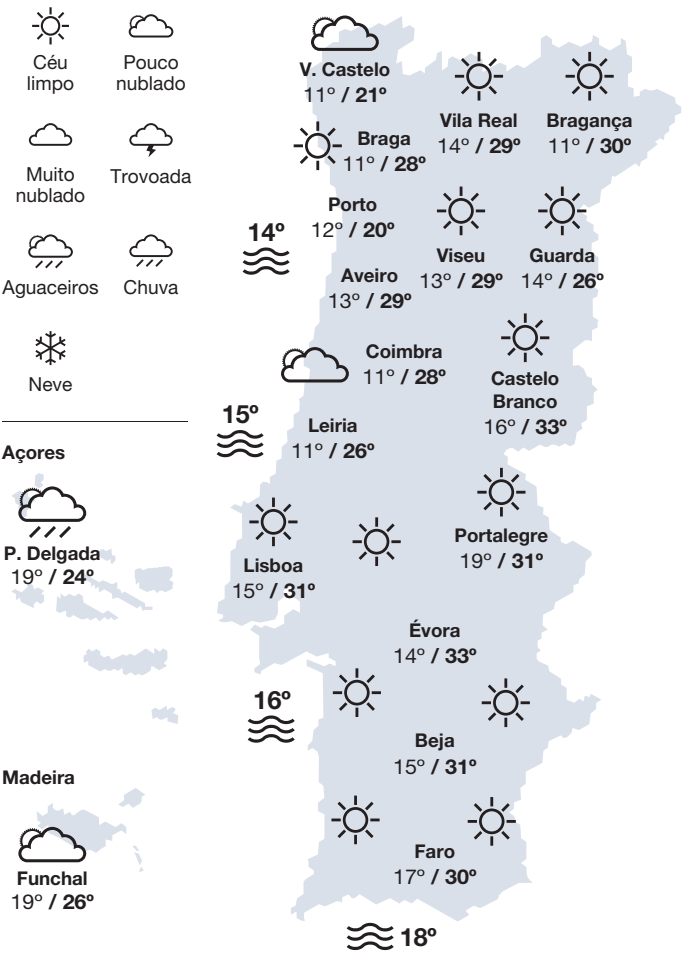 Céu
limpo
Pouco
nublado
Muito
nublado
Trovoada
Aguaceiros
Chuva
Neve
Açores
P. Delgada
19º / 24º
Madeira
Funchal
19º / 26º
V. Castelo
11º / 21º
Vila Real
14º / 29º
Bragança
11º / 30º
Braga
11º / 28º
Porto
12º / 20º
14º
Viseu
13º / 29º
Guarda
14º / 26º
Aveiro
13º / 29º
Coimbra
11º / 28º
Castelo
Branco
16º / 33º
15º
Leiria
11º / 26º
Portalegre
19º / 31º
Lisboa
15º / 31º
Évora
14º / 33º
16º
Beja
15º / 31º
Faro
17º / 30º
18º